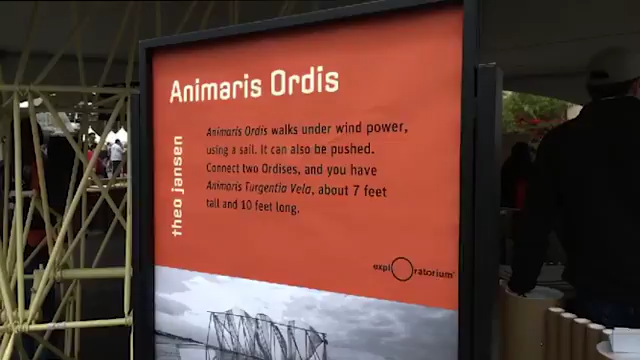 Animaris Ordis
theo jansen
Animaris Ordis walks under wind power,
using a sail. It can also be pushed.
Connect two Ordises, and you have
Animaris Turgentia Vela, about 7 feet
tall and 10 feet long.
exploratorium